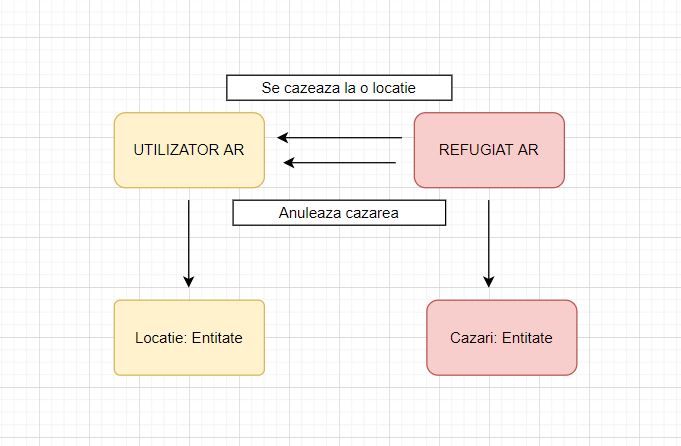 Se cazeaza la o locatie
UTILIZATOR AR
REFUGIAT AR
Anuleaza cazarea
Locatie: Entitate
Cazari: Entitate